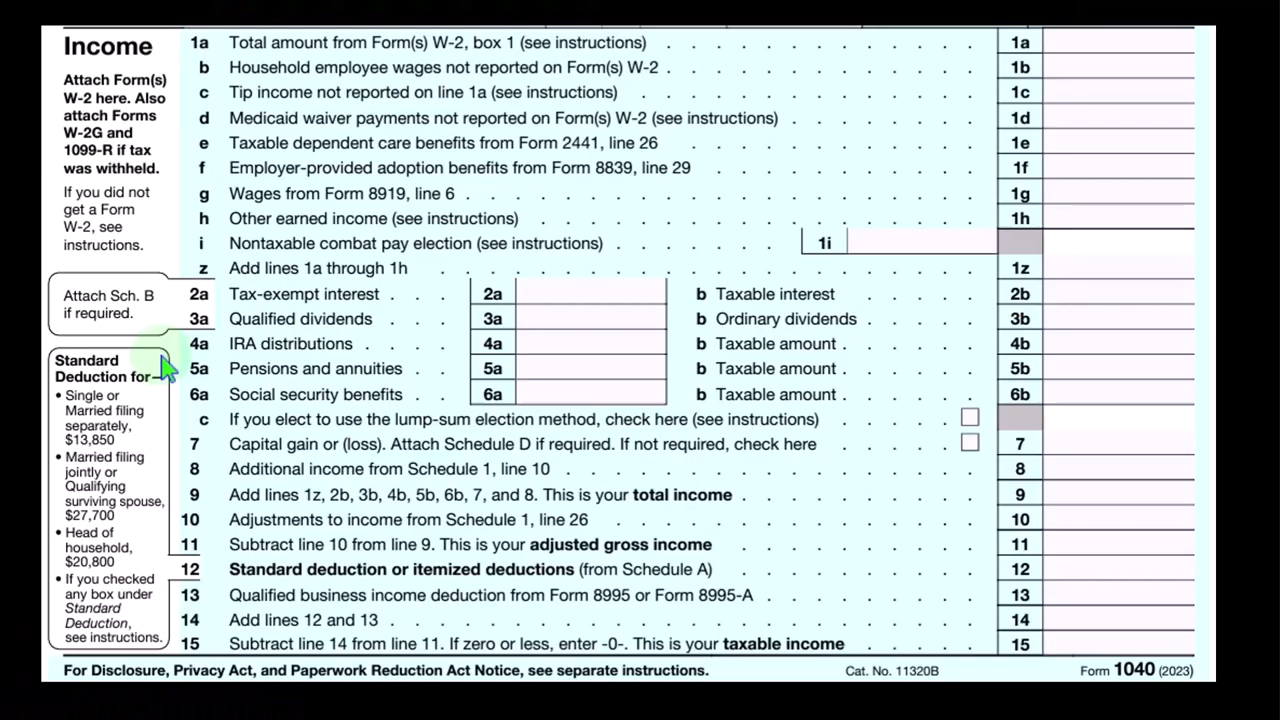 Income
Attach Form(s)
W-2 here. Also
attach Forms
W-2G and
1099-R if tax
was withheld.
If you did not
get a Form
W-2, see
instructions.
1a Total amount from Form(s) W-2, box 1 (see instructions) . . . . . . . . . . . . . 1a
b Household employee wages not reported on Form(s) W-2 . . . . . . . . . . . . . 1b
c Tip income not reported on line 1a (see instructions) . . . . . . . . . . . . . . 1c
d Medicaid waiver payments not reported on Form(s) W-2 (see instructions) . . . . . . . . 1d
e Taxable dependent care benefits from Form 2441, line 26 . . . . . . . . . . . . . 1e
f Employer-provided adoption benefits from Form 8839, line 29 . . . . . . . . . . . 1f
g Wages from Form 8919, line 6 . . . . . . . . . . . . . . . . . . . . . 1g
h Other earned income (see instructions) . . . . . . . . . . . . . . . . . . 1h
i Nontaxable combat pay election (see instructions) . . . . . . . 1i
z Add lines 1a through 1h . . . . . . . . . . . . . . . . . . . . . . 1z
Attach Sch. B
if required.
2a Tax-exempt interest . . . 2a b Taxable interest . . . . . 2b
3a Qualified dividends . . . 3a b Ordinary dividends . . . . . 3b
4a IRA distributions . . . . 4a b Taxable amount . . . . . . 4b
5a Pensions and annuities . . 5a b Taxable amount . . . . . . 5b
6a Social security benefits . . 6a b Taxable amount . . . . . . 6b
c If you elect to use the lump-sum election method, check here (see instructions) . . . . .
7 Capital gain or (loss). Attach Schedule D if required. If not required, check here . . . . . 7
8 Additional income from Schedule 1, line 10 . . . . . . . . . . . . . . . . . 8
9 Add lines 1z, 2b, 3b, 4b, 5b, 6b, 7, and 8. This is your total income . . . . . . . . . . 9
10 Adjustments to income from Schedule 1, line 26 . . . . . . . . . . . . . . . 10
11 Subtract line 10 from line 9. This is your adjusted gross income . . . . . . . . . . 11
12 Standard deduction or itemized deductions (from Schedule A) . . . . . . . . . . 12
13 Qualified business income deduction from Form 8995 or Form 8995-A . . . . . . . . . 13
14 Add lines 12 and 13 . . . . . . . . . . . . . . . . . . . . . . . . 14
15 Subtract line 14 from line 11. If zero or less, enter -0-. This is your taxable income . . . . . 15
Standard
Deduction for—
• Single or
Married filing
separately,
$13,850
• Married filing
jointly or
Qualifying
surviving spouse,
$27,700
• Head of
household,
$20,800
• If you checked
any box under
Standard
Deduction,
see instructions.
For Disclosure, Privacy Act, and Paperwork Reduction Act Notice, see separate instructions. Cat. No. 11320B Form 1040 (2023)